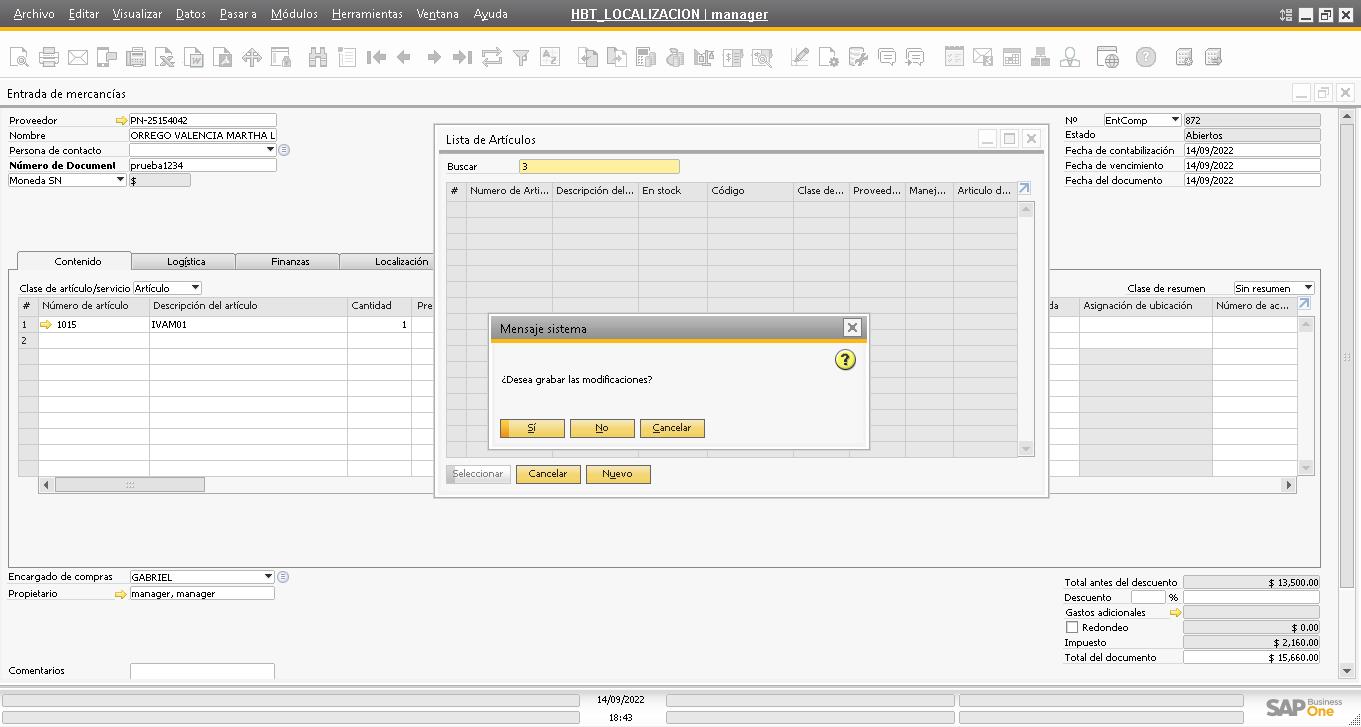 Archivo Editar Visualizar Datos Pasar a Módulos Herramientas Ventana Ayuda HBT_LOCALIZACION | manager
Entrada de mercancías
Proveedor PN-25154042
Nombre ORREGO VALENCIA MARTHA L
Persona de contacto
Número de Document prueba1234
Moneda SN $
Nº EntComp 872
Estado Abiertos
Fecha de contabilización 14/09/2022
Fecha de vencimiento 14/09/2022
Fecha del documento 14/09/2022
Lista de Artículos
Buscar 3
# Numero de Artí... Descripción del... En stock Código Clase de... Proveed... Manej... Articulo d...
Contenido Logística Finanzas Localización
Clase de artículo/servicio Artículo
Clase de resumen Sin resumen
# Número de artículo Descripción del artículo Cantidad Pre
da Asignación de ubicación Número de ac...
1 1015 IVAM01 1
2
Mensaje sistema
?
¿Desea grabar las modificaciones?
Sí No Cancelar
Seleccionar Cancelar Nuevo
Encargado de compras GABRIEL
Propietario manager, manager
Comentarios
Total antes del descuento $ 13,500.00
Descuento %
Gastos adicionales
Redondeo $ 0.00
Impuesto $ 2,160.00
Total del documento $ 15,660.00
14/09/2022
18:43
SAP Business One